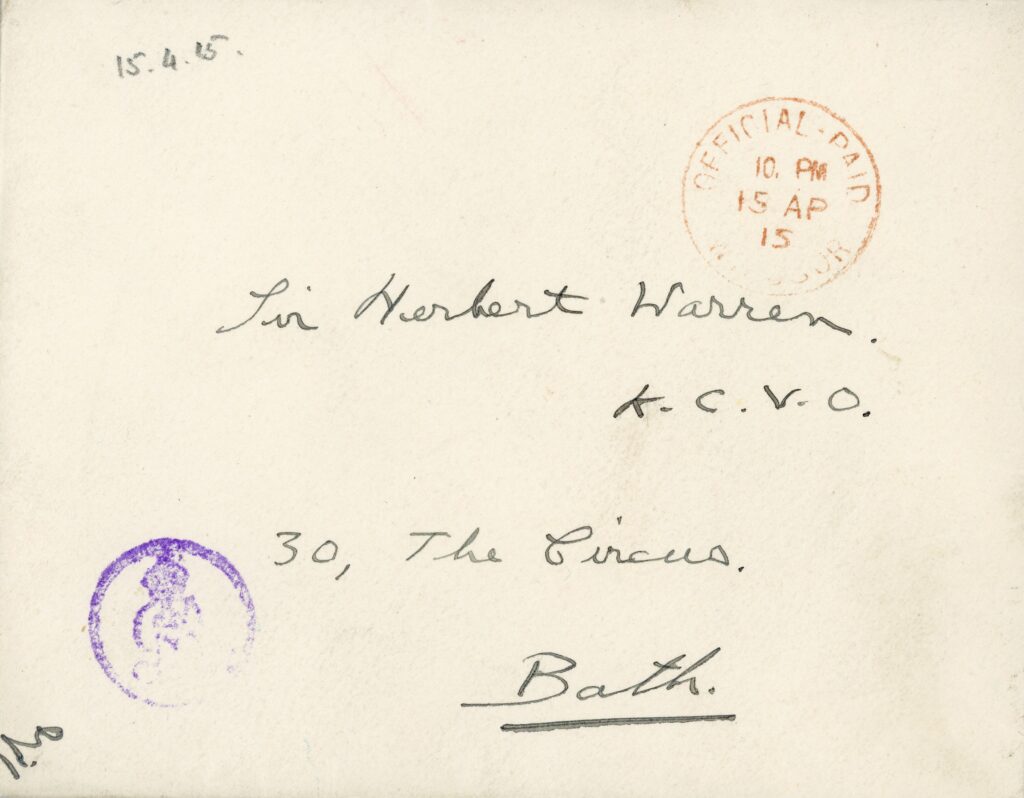 15.4.15.
OFFICIAL-PAID
10. PM
15 AP
15
Sir Herbert Warren.
K.C.V.O.
30, The Circus.
Bath.